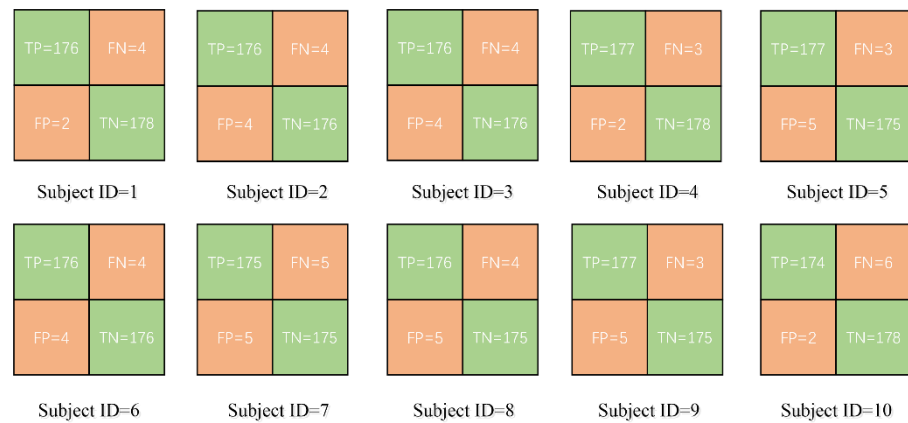 TP=176 FN=4 TP=176 FN=4 TP=176 FN=4 TP=177 FN=3 TP=177 FN=3
FP=2 TN=178 FP=4 TN=176 FP=4 TN=176 FP=2 TN=178 FP=5 TN=175
Subject ID=1 Subject ID=2 Subject ID=3 Subject ID=4 Subject ID=5
TP=176 FN=4 TP=175 FN=5 TP=176 FN=4 TP=177 FN=3 TP=174 FN=6
FP=4 TN=176 FP=5 TN=175 FP=5 TN=175 FP=5 TN=175 FP=2 TN=178
Subject ID=6 Subject ID=7 Subject ID=8 Subject ID=9 Subject ID=10